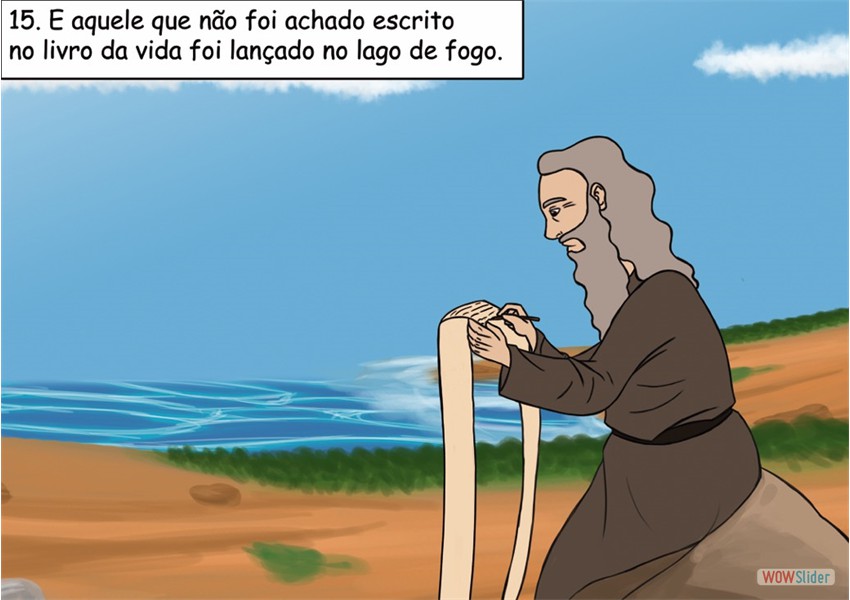 15. E aquele que não foi achado escrito
no livro da vida foi lançado no lago de fogo.
WOWSlider